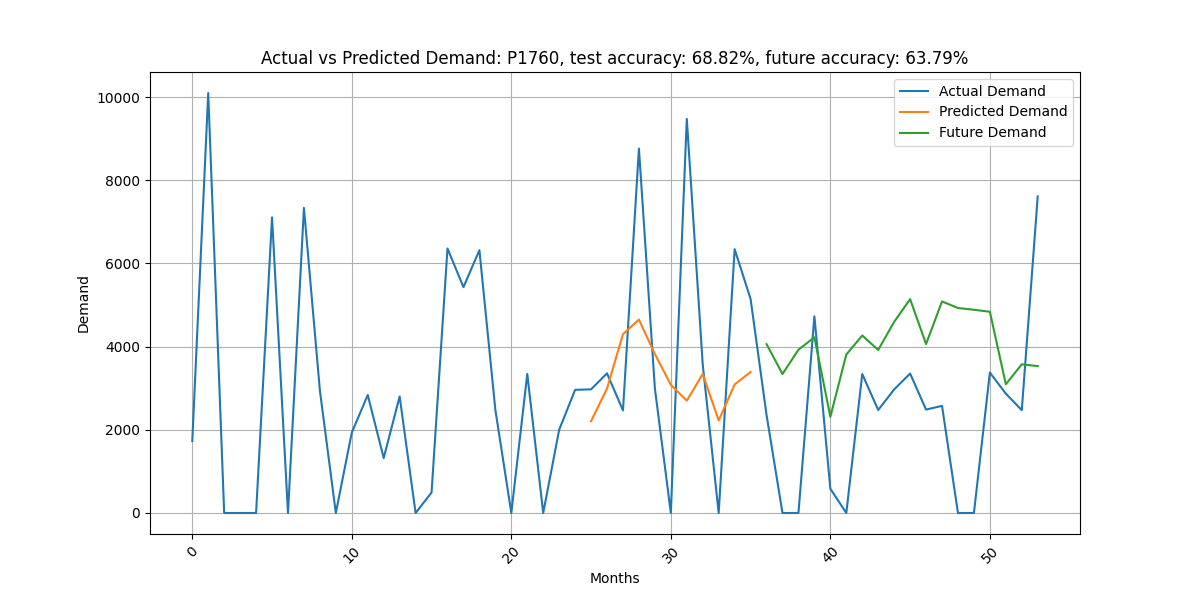 Actual vs Predicted Demand: P1760, test accuracy: 68.82%, future accuracy: 63.79%
Actual Demand
Predicted Demand
Future Demand
Demand
10000
8000
6000
4000
2000
0
0
10
20
30
40
50
Months